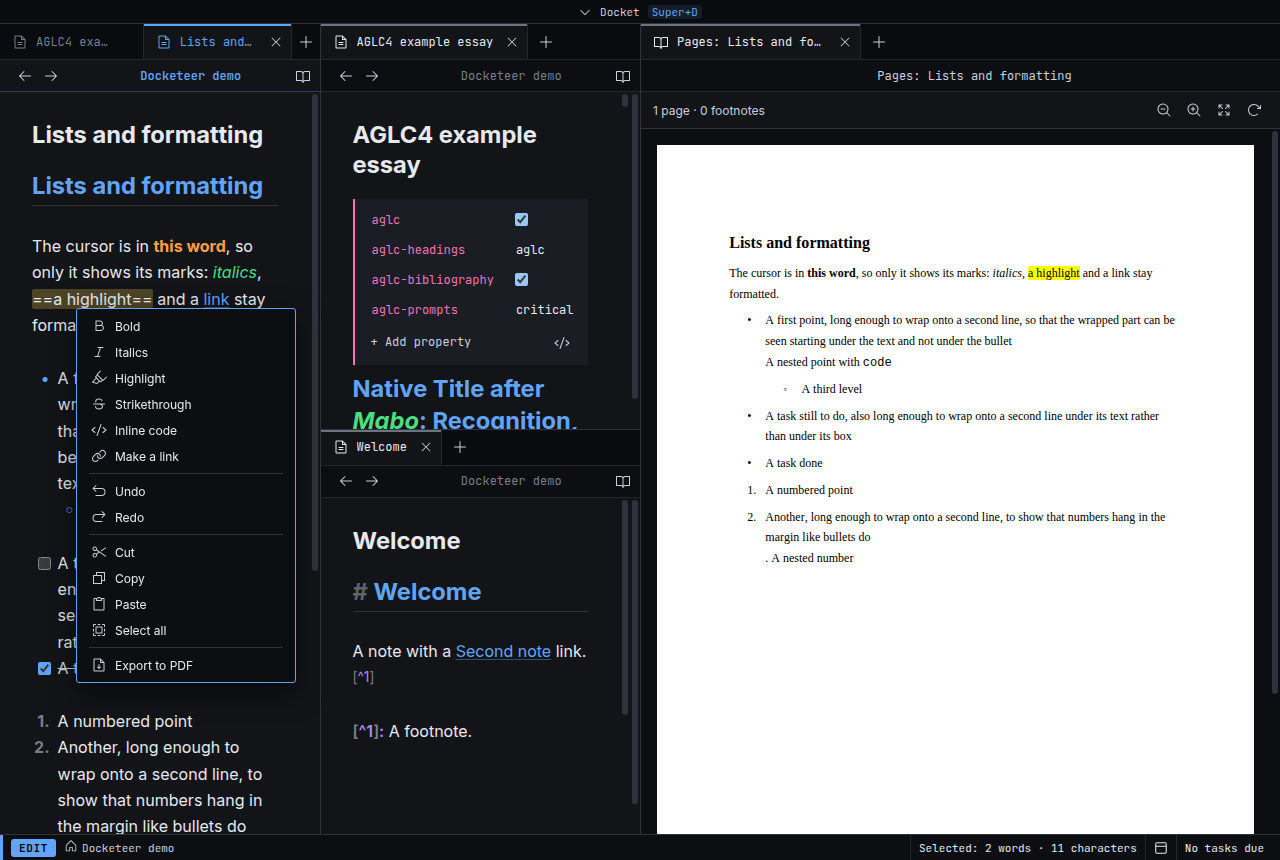 Docket Super+D
AGLC4 exa…
Lists and…
AGLC4 example essay
Pages: Lists and fo…
Docketeer demo
Docketeer demo
Pages: Lists and formatting
Lists and formatting
Lists and formatting
The cursor is in this word, so
only it shows its marks: italics,
==a highlight== and a link stay
forma
A f
wr
tha
be
tex
A t
en
se
rat
A t
1. A numbered point
2. Another, long enough to
wrap onto a second line, to
show that numbers hang in
the margin like bullets do
Bold
Italics
Highlight
Strikethrough
Inline code
Make a link
Undo
Redo
Cut
Copy
Paste
Select all
Export to PDF
AGLC4 example
essay
aglc
aglc-headings aglc
aglc-bibliography
aglc-prompts critical
+ Add property </>
Native Title after
Mabo: Recognition,
Welcome
Docketeer demo
Welcome
# Welcome
A note with a Second note link.
[^1]
[^1]: A footnote.
1 page · 0 footnotes
Lists and formatting
The cursor is in this word, so only it shows its marks: italics, a highlight and a link stay
formatted.
• A first point, long enough to wrap onto a second line, so that the wrapped part can be
seen starting under the text and not under the bullet
A nested point with code
◦ A third level
• A task still to do, also long enough to wrap onto a second line under its text rather
than under its box
• A task done
1. A numbered point
2. Another, long enough to wrap onto a second line, to show that numbers hang in the
margin like bullets do
. A nested number
EDIT Docketeer demo
Selected: 2 words · 11 characters
No tasks due